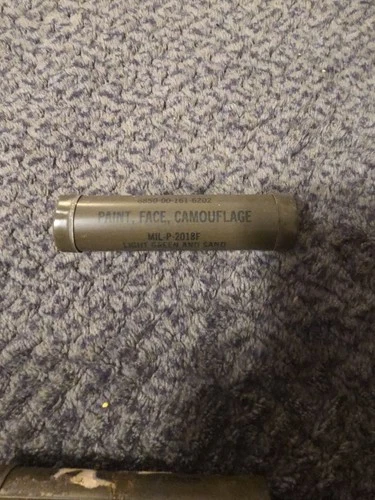 6850-00-161-6202
PAINT, FACE, CAMOUFLAGE
MIL-P-2018F
LIGHT GREEN AND SAND